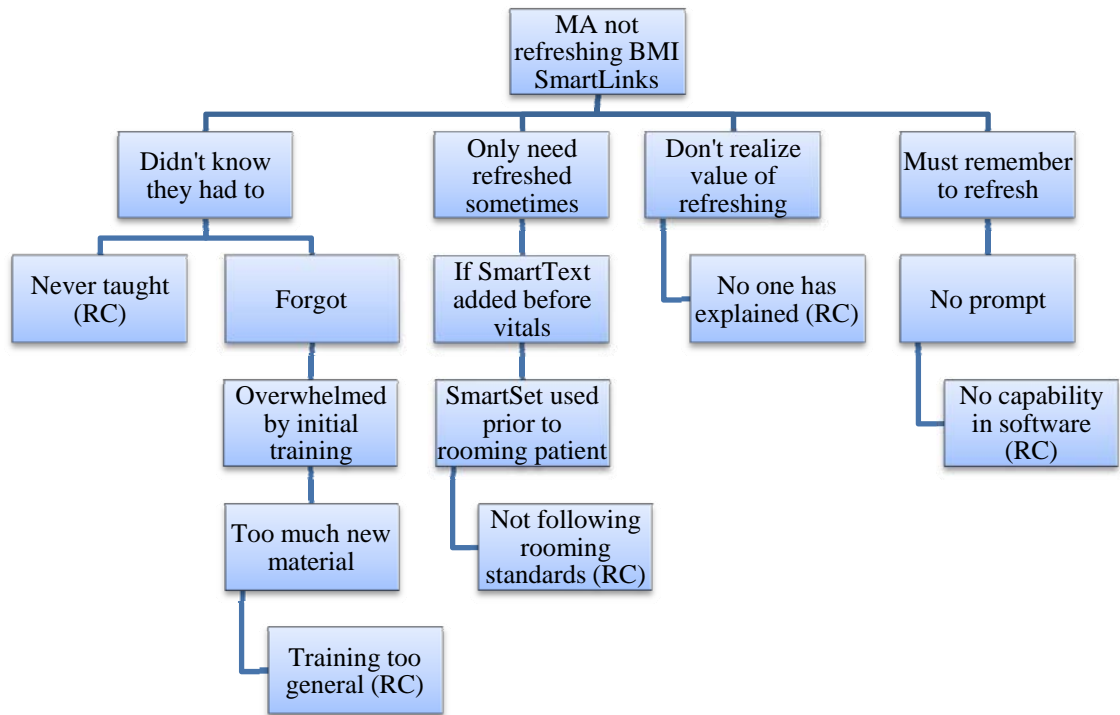 MA not
refreshing BMI
SmartLinks
Didn't know
they had to
Only need
refreshed
sometimes
Don't realize
value of
refreshing
Must remember
to refresh
Never taught
(RC)
Forgot
If SmartText
added before
vitals
No one has
explained (RC)
No prompt
Overwhelmed
by initial
training
SmartSet used
prior to
rooming patient
No capability
in software
(RC)
Too much new
material
Not following
rooming
standards (RC)
Training too
general (RC)